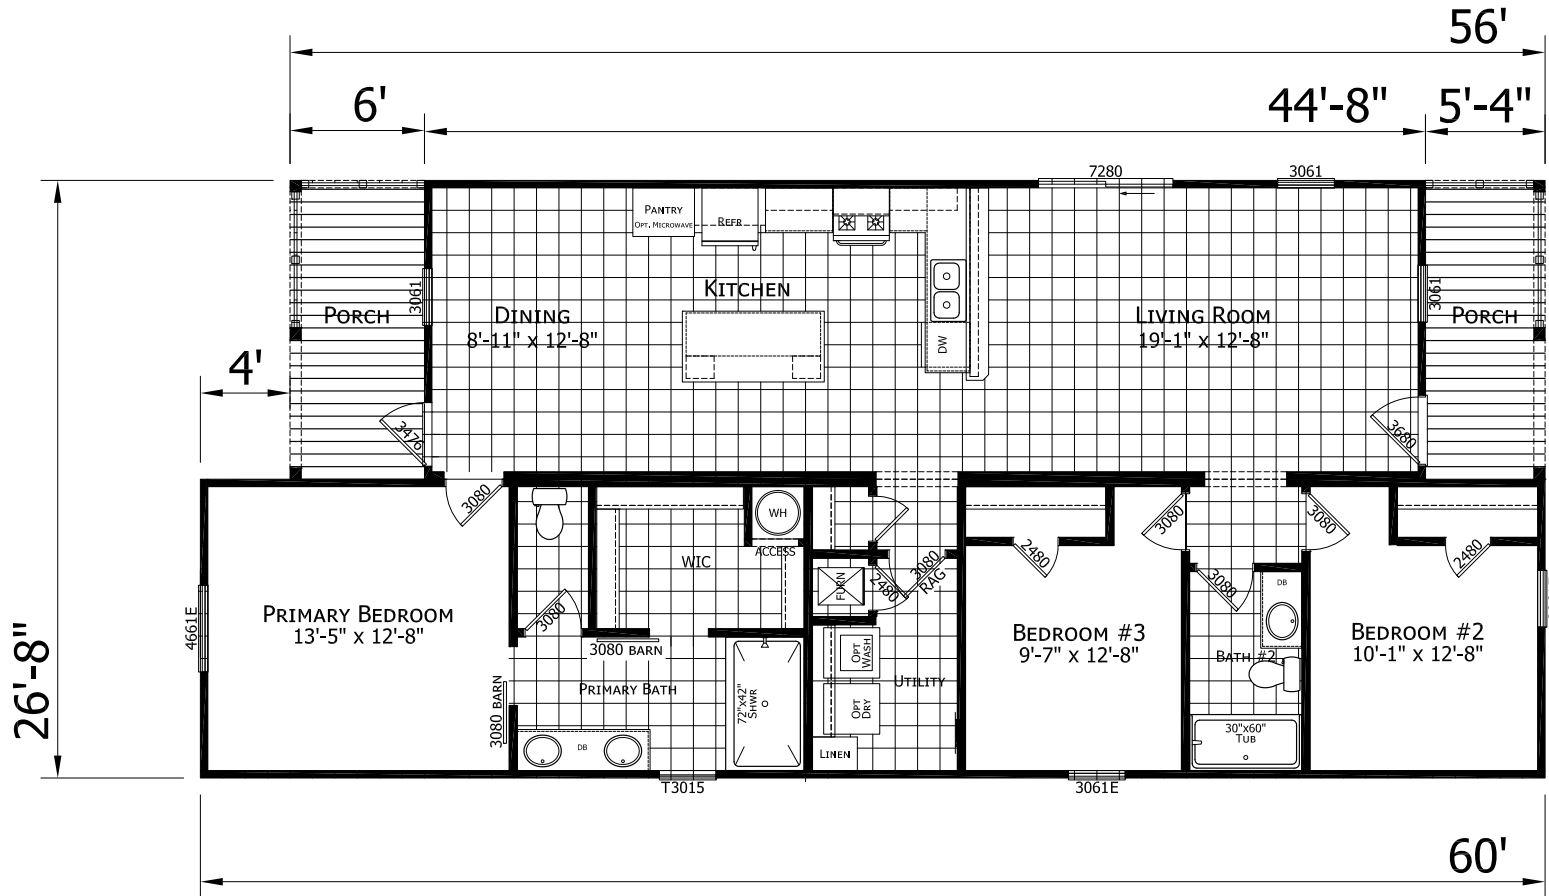 56'
6'
44'-8"
5'-4"
7280
3061
PANTRY
OPT. MICROWAVE
REFR
KITCHEN
3061
PORCH
DINING
8'-11" X 12'-8"
DW
LIVING ROOM
19'-1" X 12'-8"
3061
PORCH
4'
3476
3680
3080
WH
ACCESS
WIC
3080
RAG
2480
FURN
3080
2480
3080
3080
2480
DB
4661E
PRIMARY BEDROOM
13'-5" X 12'-8"
3080
3080 BARN
OPT
WASH
BEDROOM #3
9'-7" X 12'-8"
BATH #2
BEDROOM #2
10'-1" X 12'-8"
26'-8"
3080 BARN
PRIMARY BATH
72"X42"
SHWR
OPT
DRY
UTILITY
DB
LINEN
30"X60"
TUB
T3015
3061E
60'